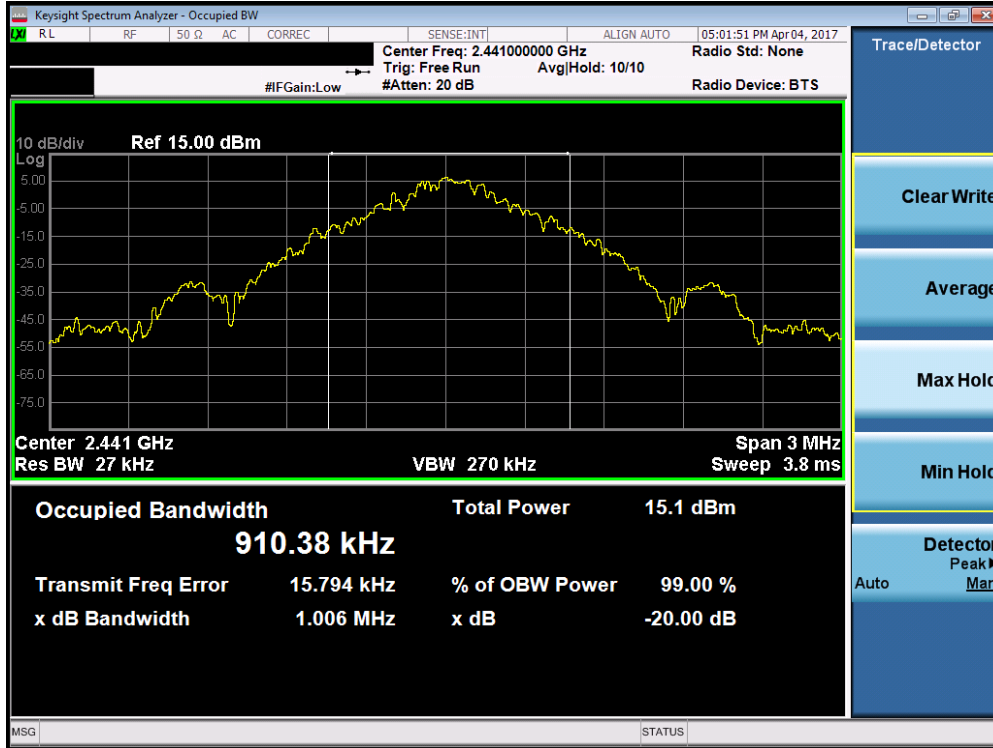 Keysight Spectrum Analyzer - Occupied BW
LXI RL RF 50 Ω AC CORREC SENSE:INT ALIGN AUTO 05:01:51 PM Apr 04, 2017
Center Freq: 2.441000000 GHz Radio Std: None
Trig: Free Run Avg|Hold: 10/10
#IFGain:Low #Atten: 20 dB Radio Device: BTS
10 dB/div Ref 15.00 dBm
Log
5.00
-5.00
-15.0
-25.0
-35.0
-45.0
-55.0
-65.0
-75.0
Center 2.441 GHz Span 3 MHz
Res BW 27 kHz VBW 270 kHz Sweep 3.8 ms
Occupied Bandwidth Total Power 15.1 dBm
910.38 kHz
Transmit Freq Error 15.794 kHz % of OBW Power 99.00 %
x dB Bandwidth 1.006 MHz x dB -20.00 dB
MSG STATUS
Trace/Detector
Clear Write
Average
Max Hold
Min Hold
Detector
Peak
Auto Man